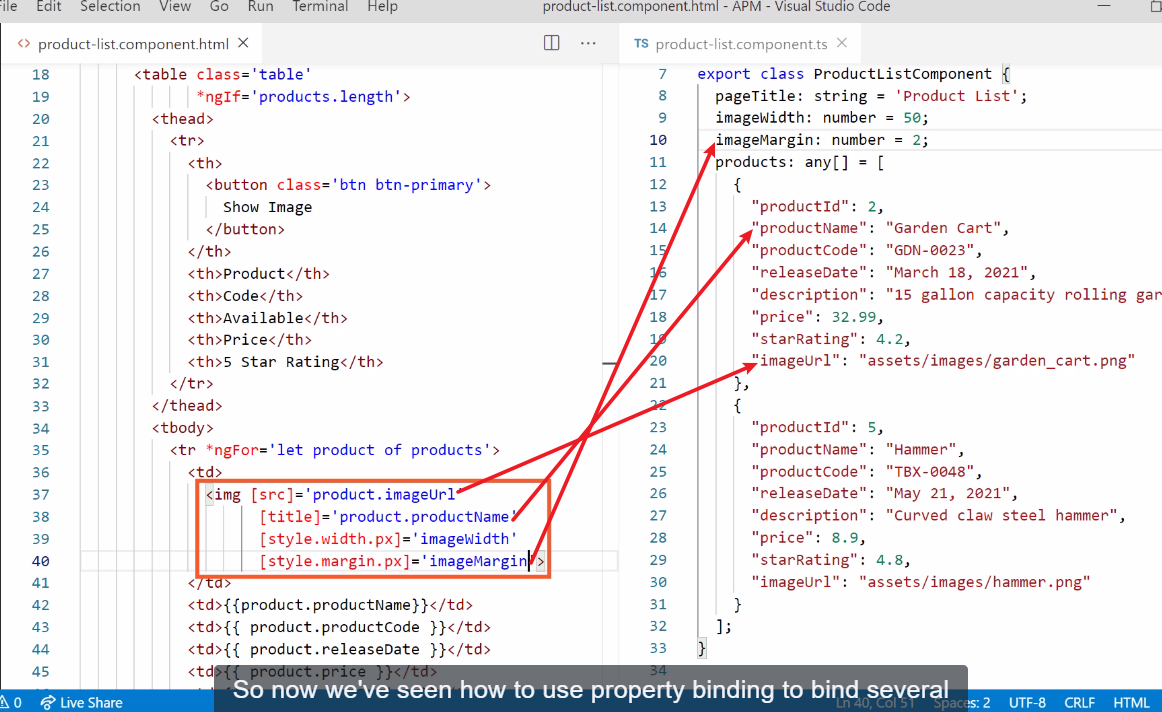 File Edit Selection View Go Run Terminal Help product-list.component.html - APM - Visual Studio Code
<> product-list.component.html ×
18 <table class='table'
19 *ngIf='products.length'>
20 <thead>
21 <tr>
22 <th>
23 <button class='btn btn-primary'>
24 Show Image
25 </button>
26 </th>
27 <th>Product</th>
28 <th>Code</th>
29 <th>Available</th>
30 <th>Price</th>
31 <th>5 Star Rating</th>
32 </tr>
33 </thead>
34 <tbody>
35 <tr *ngFor='let product of products'>
36 <td>
37 <img [src]='product.imageUrl'
38 [title]='product.productName'
39 [style.width.px]='imageWidth'
40 [style.margin.px]='imageMargin'>
41 </td>
42 <td>{{product.productName}}</td>
43 <td>{{ product.productCode }}</td>
44 <td>{{ product.releaseDate }}</td>
45 <td>{{ product.price }}</td>
TS product-list.component.ts ×
7 export class ProductListComponent {
8 pageTitle: string = 'Product List';
9 imageWidth: number = 50;
10 imageMargin: number = 2;
11 products: any[] = [
12 {
13 "productId": 2,
14 "productName": "Garden Cart",
15 "productCode": "GDN-0023",
16 "releaseDate": "March 18, 2021",
17 "description": "15 gallon capacity rolling gar
18 "price": 32.99,
19 "starRating": 4.2,
20 "imageUrl": "assets/images/garden_cart.png"
21 },
22 {
23 "productId": 5,
24 "productName": "Hammer",
25 "productCode": "TBX-0048",
26 "releaseDate": "May 21, 2021",
27 "description": "Curved claw steel hammer",
28 "price": 8.9,
29 "starRating": 4.8,
30 "imageUrl": "assets/images/hammer.png"
31 }
32 ];
33 }
34
So now we've seen how to use property binding to bind several
0 Live Share Ln 40, Col 51 Spaces: 2 UTF-8 CRLF HTML